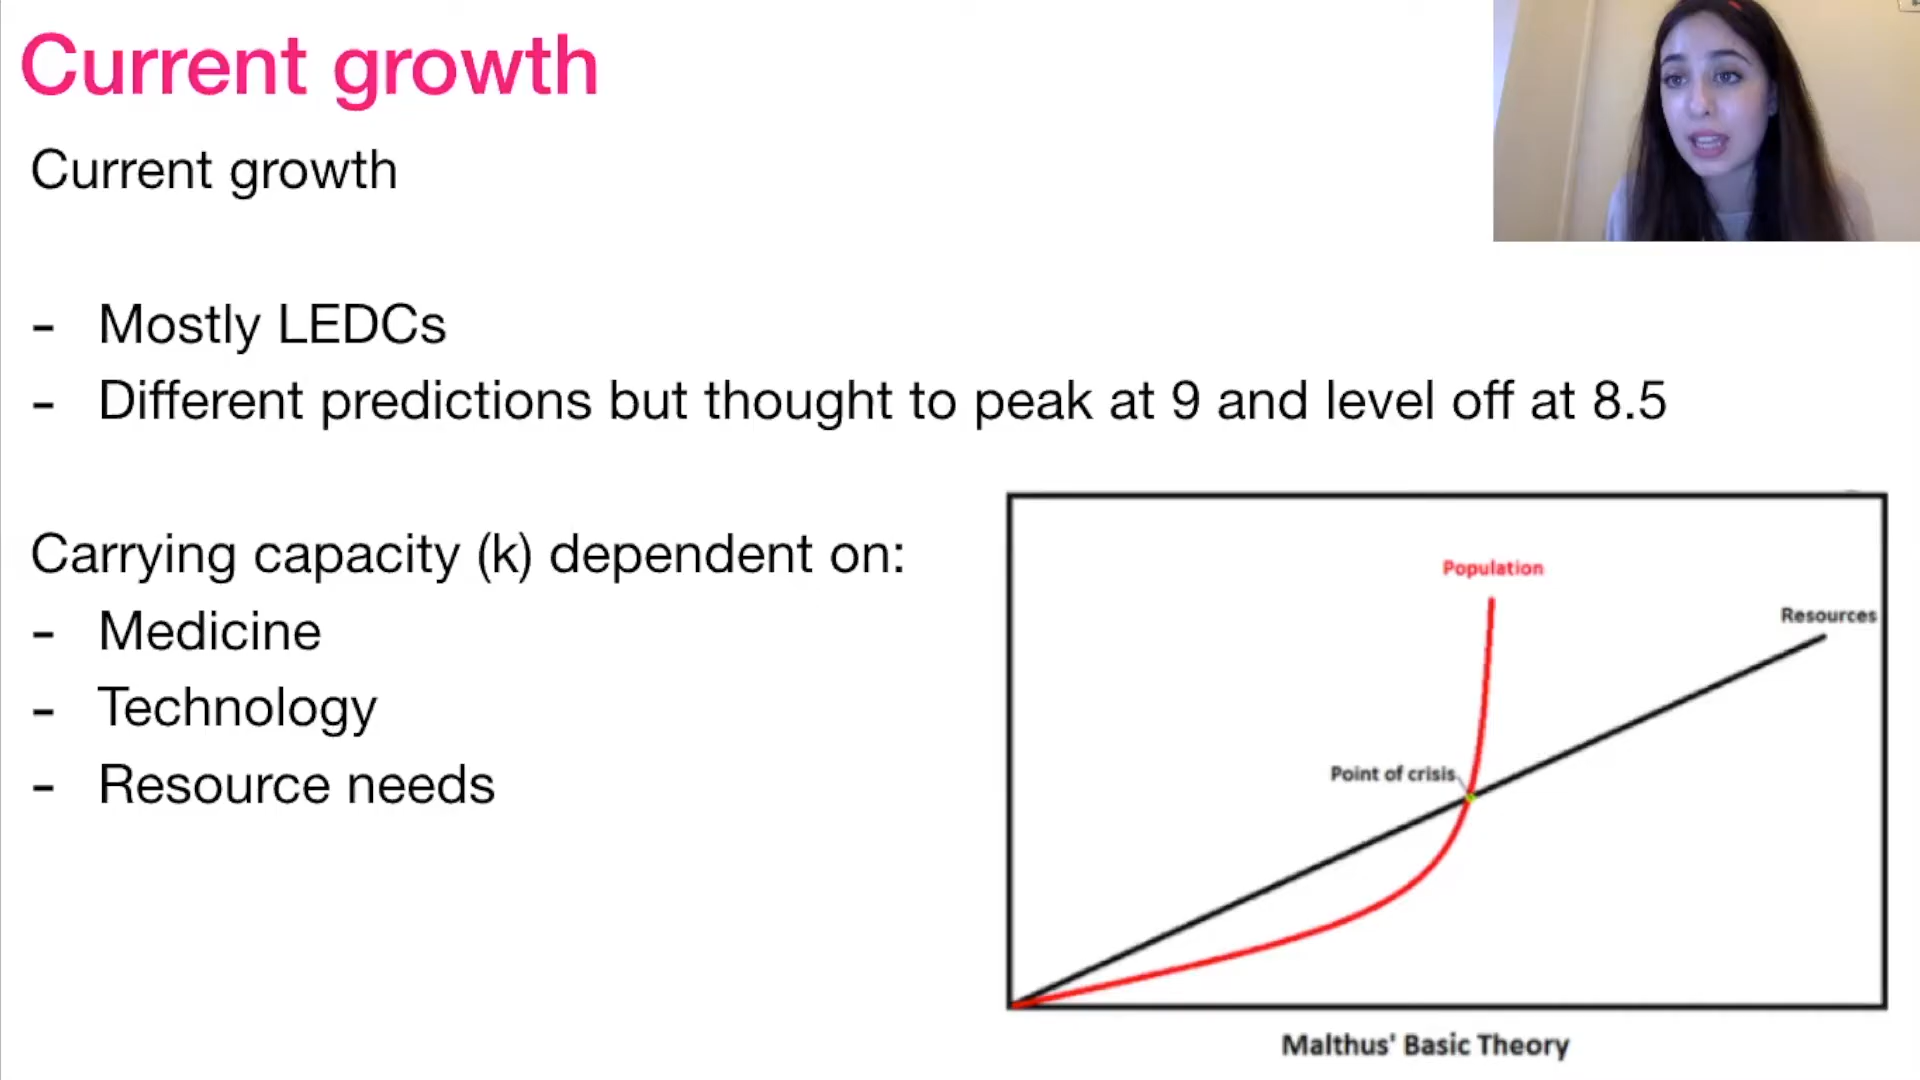 Current growth
Current growth
- Mostly LEDCs
- Different predictions but thought to peak at 9 and level off at 8.5
Carrying capacity (k) dependent on:
- Medicine
- Technology
- Resource needs
Population
Resources
Point of crisis
Malthus' Basic Theory